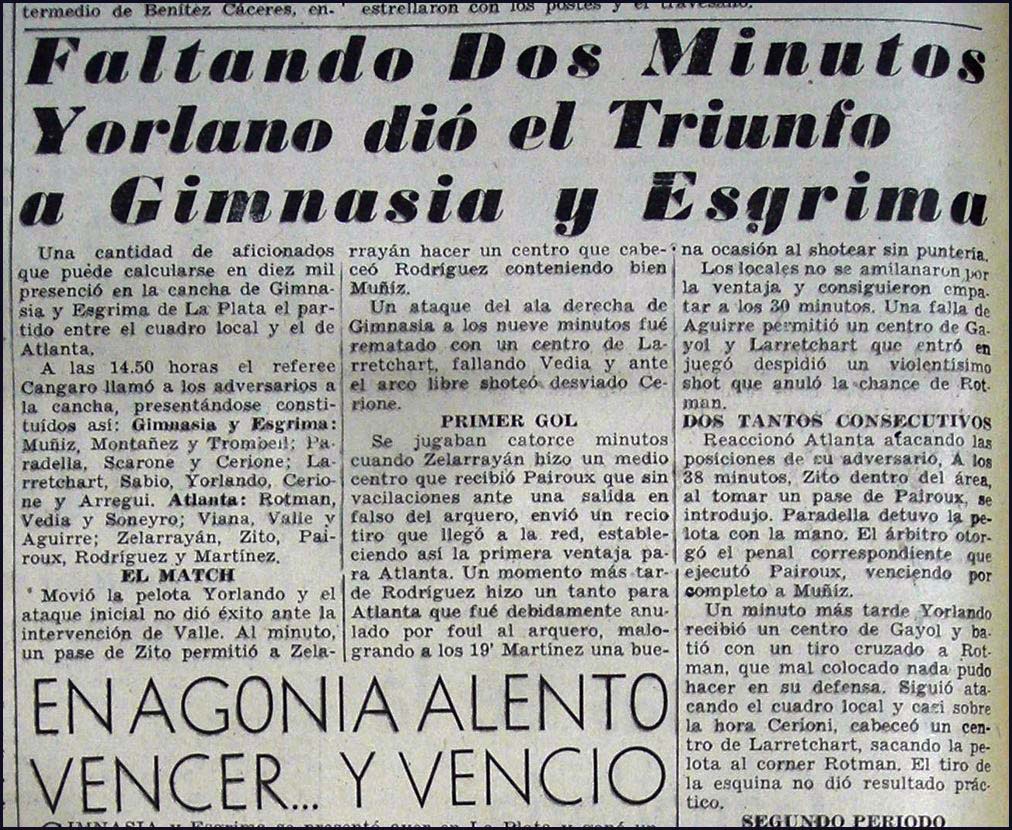 termedio de Benítez Cáceres, en-
estrellaron con los postes y el travesaño.
Faltando Dos Minutos
Yorlano dió el Triunfo
a Gimnasia y Esgrima
Una cantidad de aficionados
que puede calcularse en diez mil
presenció en la cancha de Gimna-
sia y Esgrima de La Plata el par-
tido entre el cuadro local y el de
Atlanta.
A las 14.50 horas el referee
Cangaro llamó a los adversarios a
la cancha, presentándose consti-
tuídos así: Gimnasia y Esgrima:
Muñiz, Montañez y Trombeil; Pa-
radella, Scarone y Cerione; La-
rretchart, Sabio, Yorlando, Cerio-
ne y Arregui. Atlanta: Rotman,
Vedia y Soneyro; Viana, Valle y
Aguirre; Zelarrayán, Zito, Pai-
roux, Rodríguez y Martínez.
EL MATCH
Movió la pelota Yorlando y el
ataque inicial no dió éxito ante la
intervención de Valle. Al minuto,
un pase de Zito permitió a Zela-
rrayán hacer un centro que cabe-
ceó Rodríguez conteniendo bien
Muñiz.
Un ataque del ala derecha de
Gimnasia a los nueve minutos fué
rematado con un centro de La-
rretchart, fallando Vedia y ante
el arco libre shoteó desviado Ce-
rione.
PRIMER GOL
Se jugaban catorce minutos
cuando Zelarrayán hizo un medio
centro que recibió Pairoux que sin
vacilaciones ante una salida en
falso del arquero, envió un recio
tiro que llegó a la red, estable-
ciendo así la primera ventaja pa-
ra Atlanta. Un momento más tar-
de Rodríguez hizo un tanto para
Atlanta que fué debidamente anu-
lado por foul al arquero, malo-
grando a los 19' Martínez una bue-
na ocasión al shotear sin puntería.
Los locales no se amilanaron por
la ventaja y consiguieron empa-
tar a los 30 minutos. Una falla de
Aguirre permitió un centro de Ga-
yol y Larretchart que entró en
juego despidió un violentísimo
shot que anuló la chance de Rot-
man.
DOS TANTOS CONSECUTIVOS
Reaccionó Atlanta atacando las
posiciones de su adversario, A los
38 minutos, Zito dentro del área,
al tomar un pase de Pairoux, se
introdujo. Paradella detuvo la pe-
lota con la mano. El árbitro otor-
gó el penal correspondiente que
ejecutó Pairoux, venciendo por
completo a Muñiz.
Un minuto más tarde Yorlando
recibió un centro de Gayol y ba-
tió con un tiro cruzado a Rot-
man, que mal colocado nada pudo
hacer en su defensa. Siguió ata-
cando el cuadro local y casi sobre
la hora Cerioni, cabeceó un cen-
tro de Larretchart, sacando la pe-
lota al corner Rotman. El tiro de
la esquina no dió resultado prác-
tico.
SEGUNDO PERIODO
EN AGONIA ALENTO
VENCER... Y VENCIO
GIMNASIA y Esgrima se presentó ayer en La Plata y ganó un